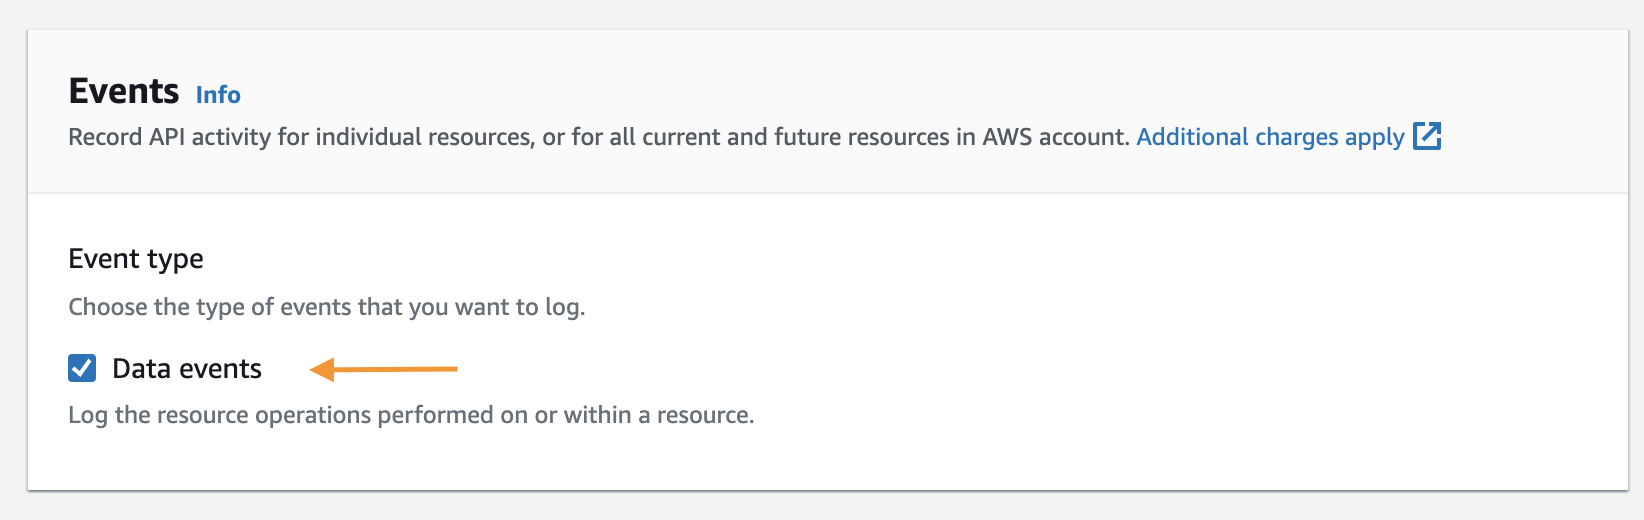 Events Info
Record API activity for individual resources, or for all current and future resources in AWS account. Additional charges apply
Event type
Choose the type of events that you want to log.
Data events
Log the resource operations performed on or within a resource.